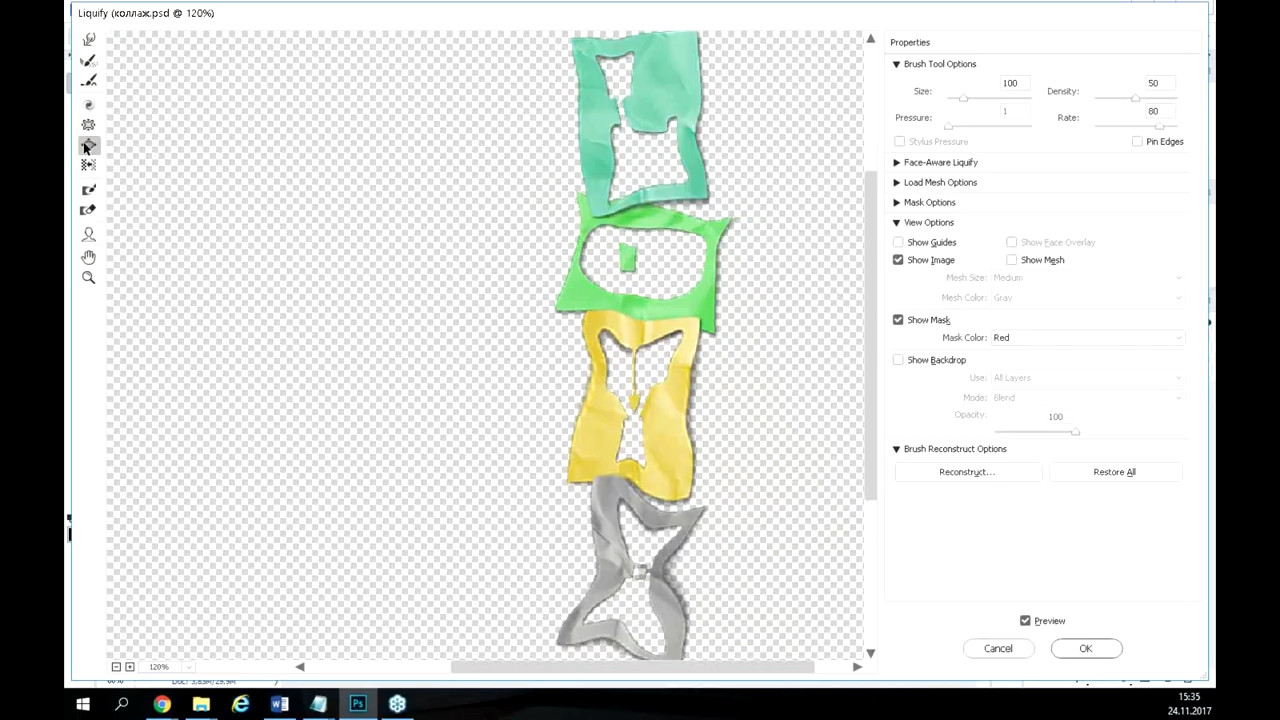 Liquify (коллаж.psd @ 120%)
Properties
Brush Tool Options
Size: 100 Density: 50
Pressure: 1 Rate: 80
Stylus Pressure Pin Edges
Face-Aware Liquify
Load Mesh Options
Mask Options
View Options
Show Guides Show Face Overlay
Show Image Show Mesh
Mesh Size: Medium
Mesh Color: Gray
Show Mask
Mask Color: Red
Show Backdrop
Use: All Layers
Mode: Blend
Opacity: 100
Brush Reconstruct Options
Reconstruct... Restore All
Preview
Cancel OK
120%
15:35
24.11.2017